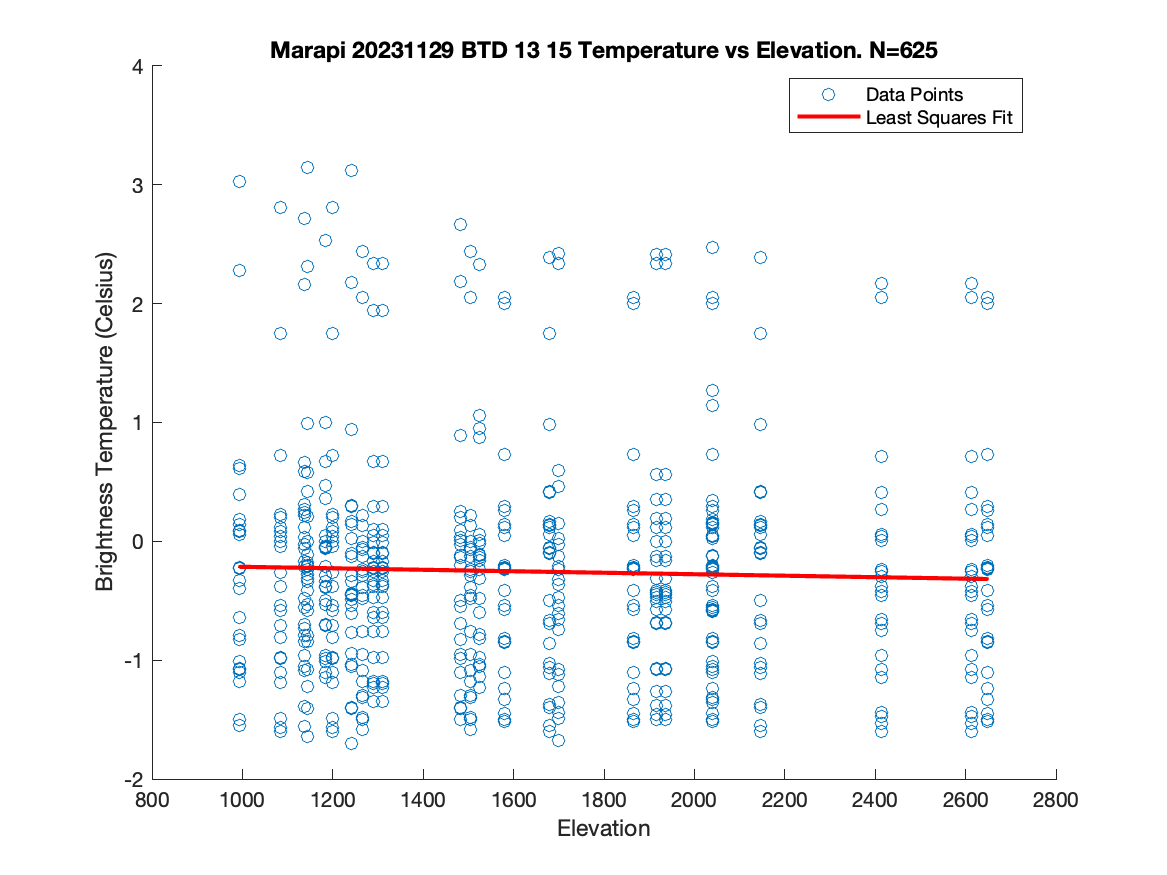 Marapi 20231129 BTD 13 15 Temperature vs Elevation. N=625
Data Points
Least Squares Fit
Brightness Temperature (Celsius)
4
3
2
1
0
-1
-2
800 1000 1200 1400 1600 1800 2000 2200 2400 2600 2800
Elevation